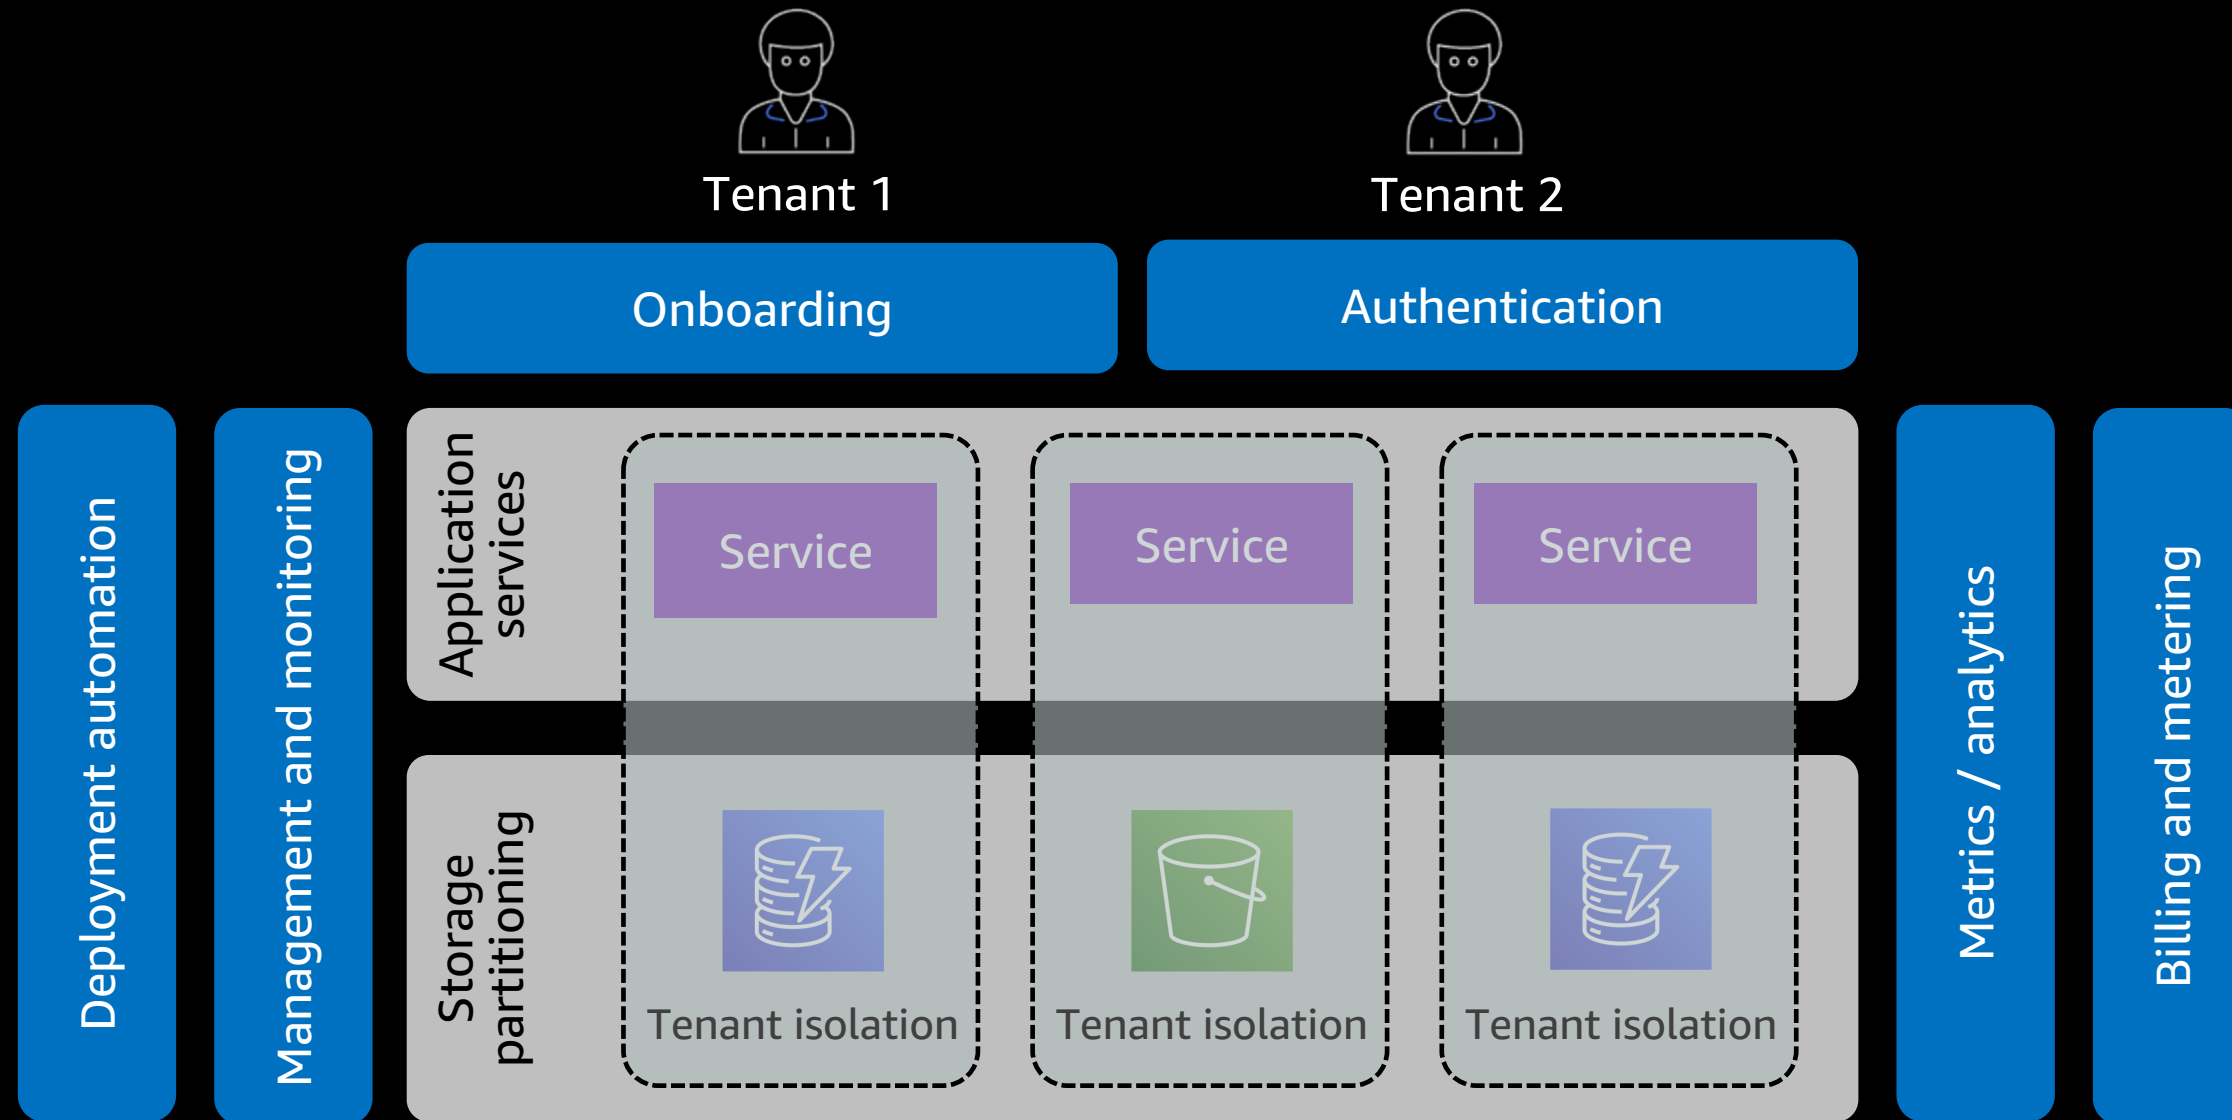 Tenant 1
Tenant 2
Onboarding
Authentication
Deployment automation
Management and monitoring
Application
services
Service
Service
Service
Storage
partitioning
Tenant isolation
Tenant isolation
Tenant isolation
Metrics / analytics
Billing and metering